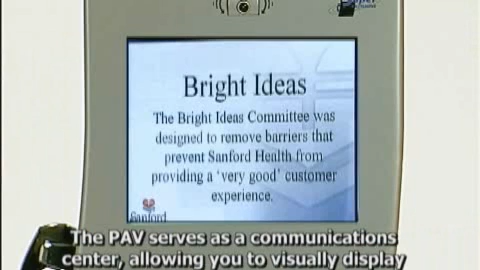 Super
Bright Ideas
The Bright Ideas Committee was
designed to remove barriers that
prevent Sanford Health from
providing a 'very good' customer
experience.
Sanford
The PAV serves as a communications
center, allowing you to visually display